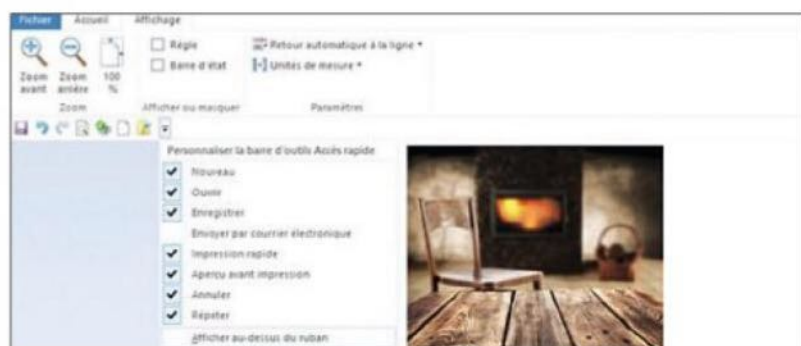 Fichier Accueil Affichage
Zoom avant
Zoom arrière
100 %
Règle
Barre d'état
Retour automatique à la ligne
Unités de mesure
Zoom
Afficher ou masquer
Paramètres
Personnaliser la barre d'outils Accès rapide
Nouveau
Ouvrir
Enregistrer
Envoyer par courrier électronique
Impression rapide
Aperçu avant impression
Annuler
Répéter
Afficher au-dessus du ruban